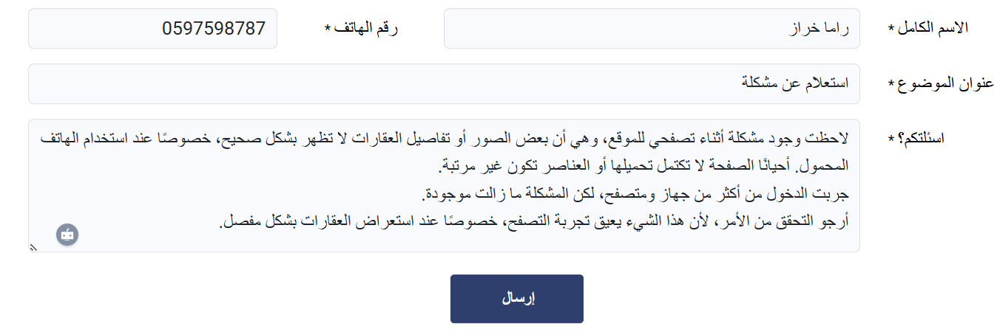 الاسم الكامل * راما خراز رقم الهاتف * 0597598787
عنوان الموضوع * استعلام عن مشكلة
اسئلتكم؟ * لاحظت وجود مشكلة أثناء تصفحي للموقع، وهي أن بعض الصور أو تفاصيل العقارات لا تظهر بشكل صحيح، خصوصًا عند استخدام الهاتف
المحمول. أحيانًا الصفحة لا تكتمل تحميلها أو العناصر تكون غير مرتبة.
جربت الدخول من أكثر من جهاز ومتصفح، لكن المشكلة ما زالت موجودة.
أرجو التحقق من الأمر، لأن هذا الشيء يعيق تجربة التصفح، خصوصًا عند استعراض العقارات بشكل مفصل.
إرسال